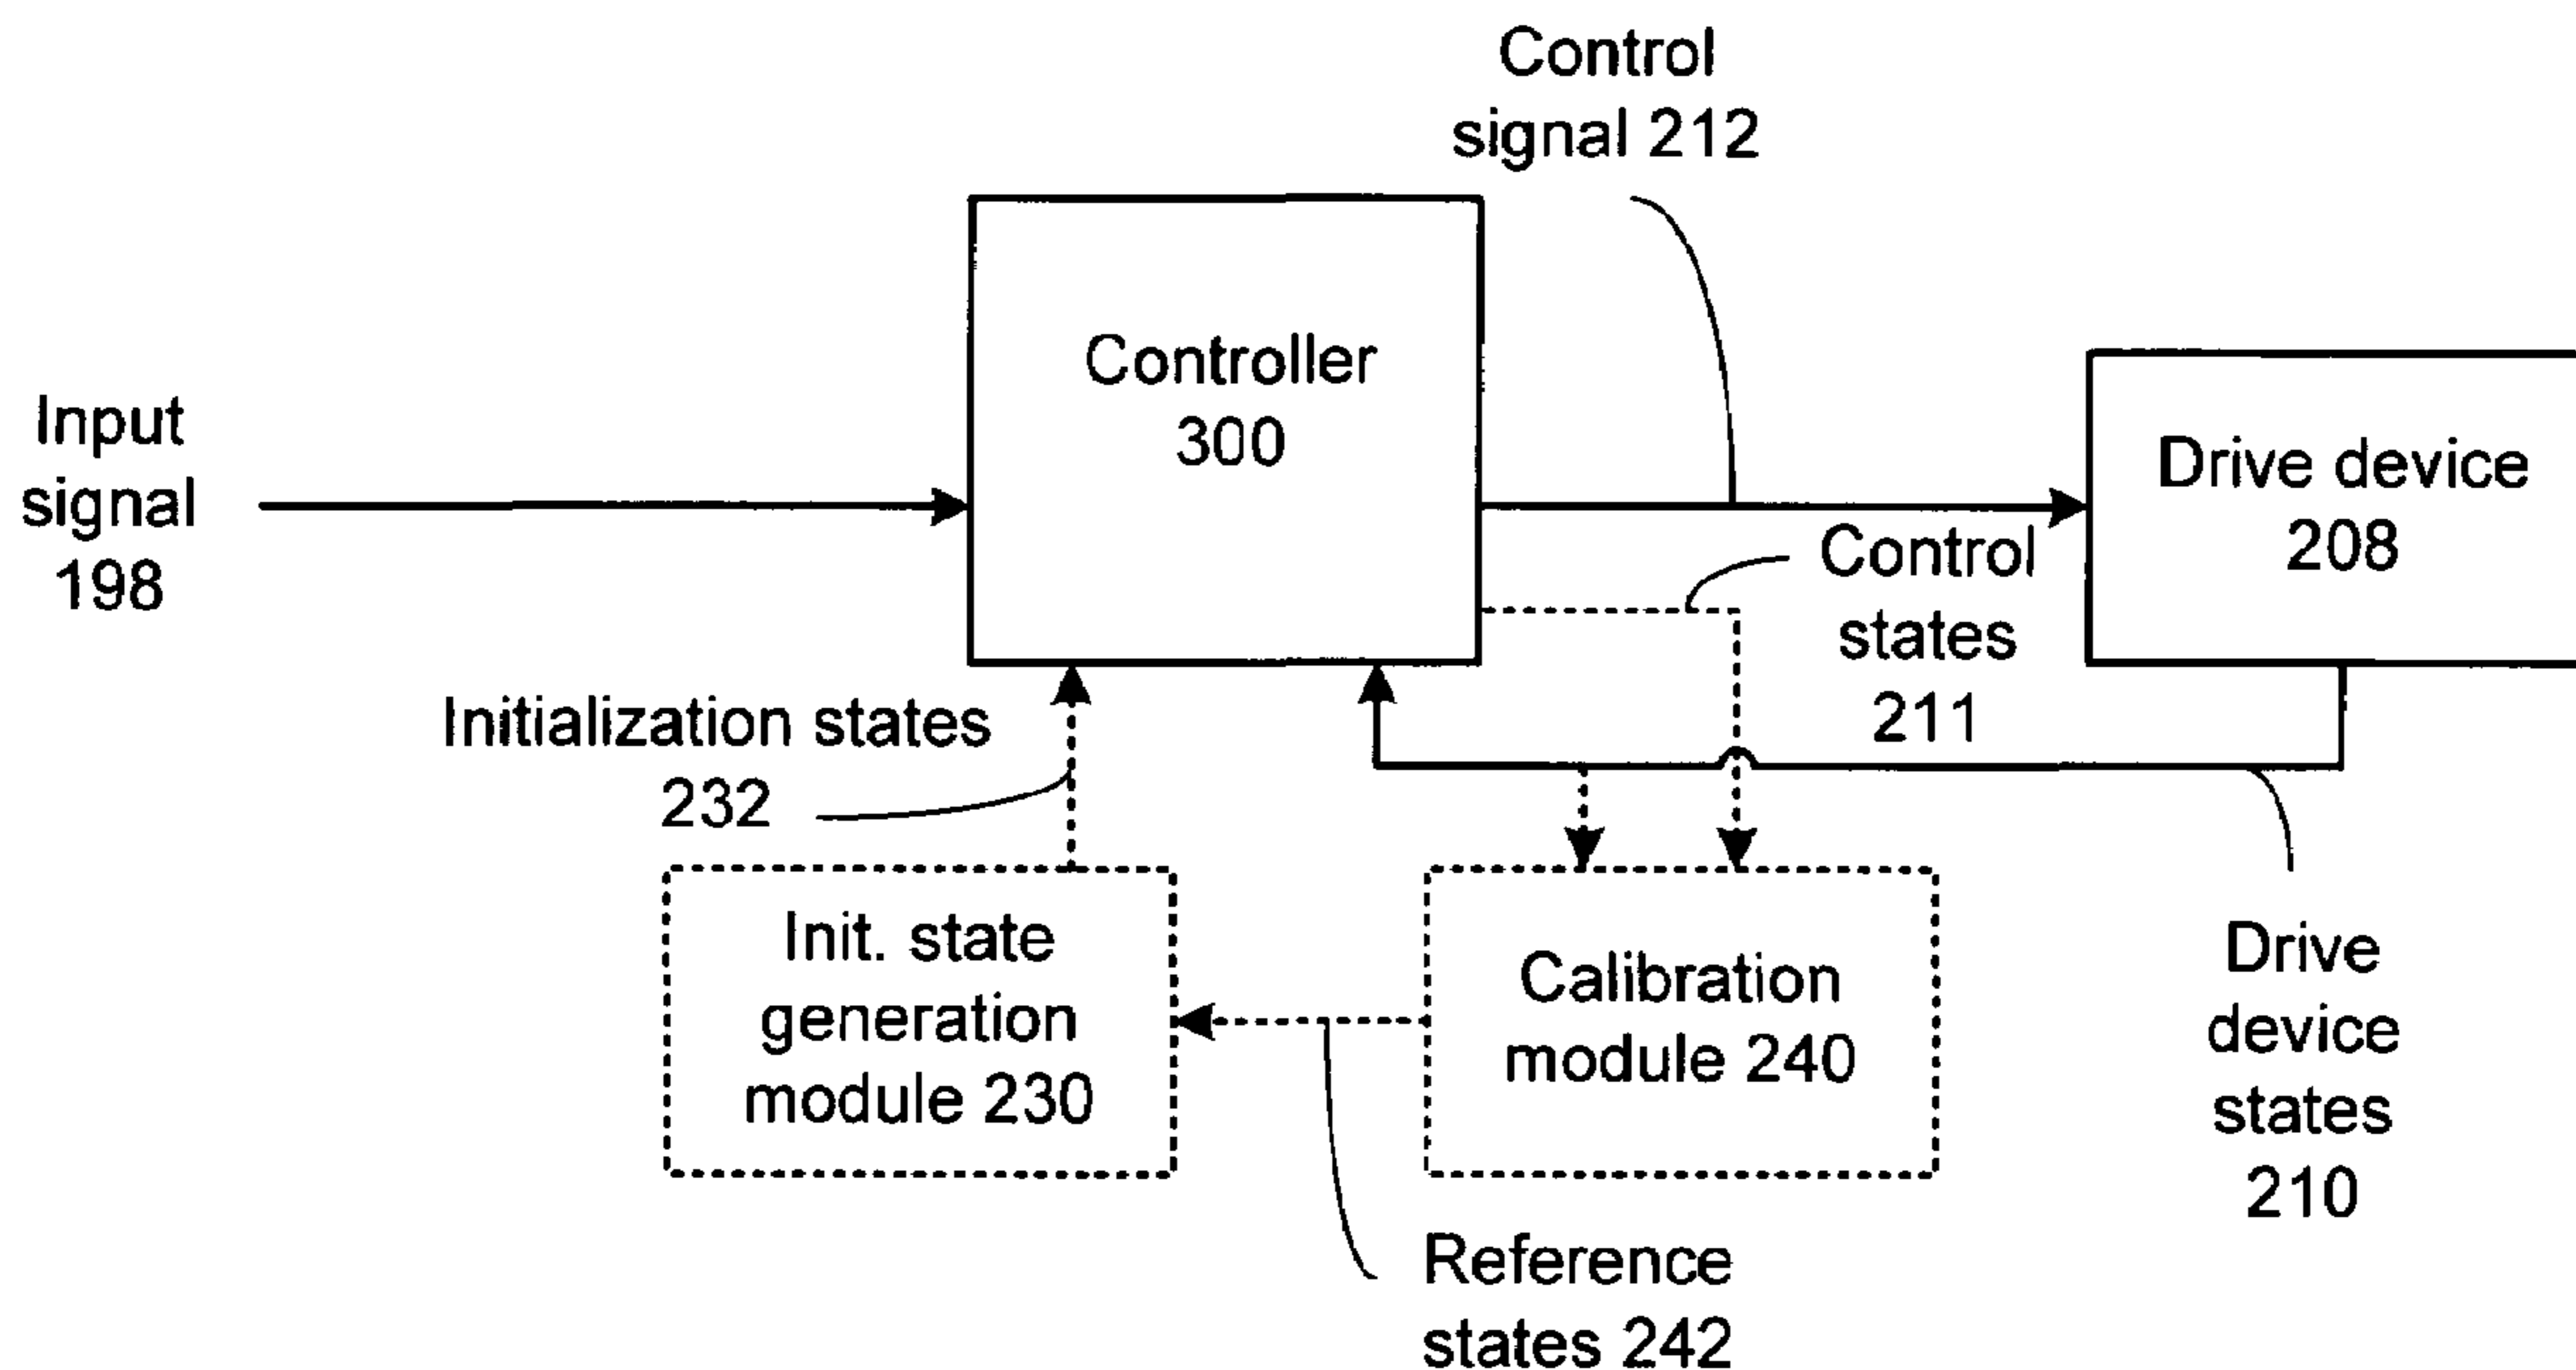 Control
signal 212
Controller
300
Input
signal
198
Drive device
208
Control
states
211
Initialization states
232
Init. state
generation
module 230
Calibration
module 240
Drive
device
states
210
Reference
states 242